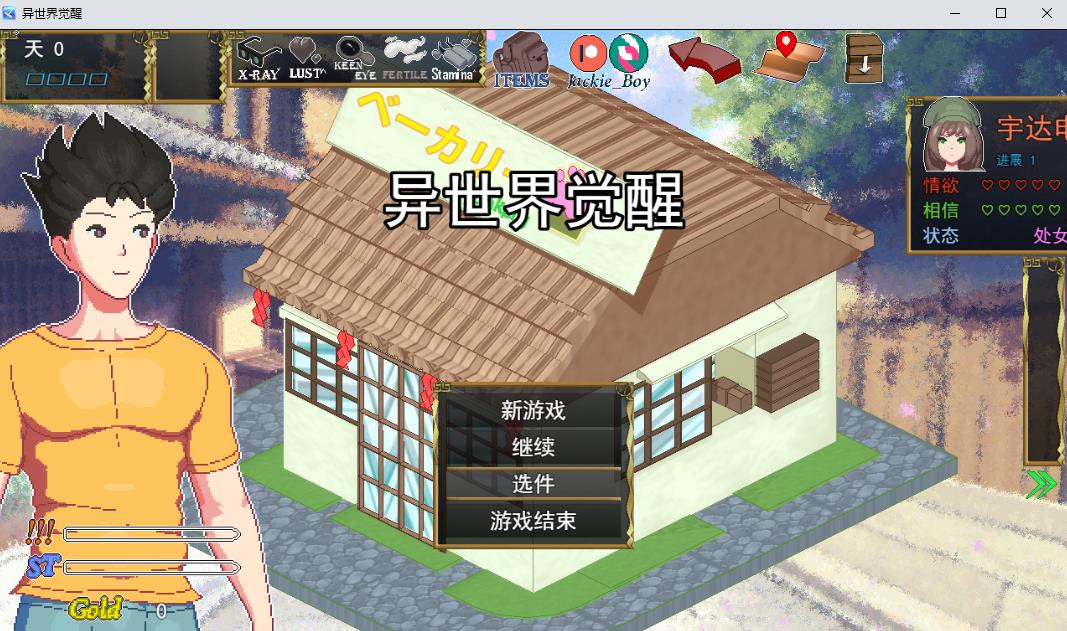 异世界觉醒
天 0
X-RAY
LUST^
KEEN
EYE
FERTILE
Stamina^
ITEMS
Jackie_Boy
ベーカリー
异世界觉醒
宇达电
进展 1
情欲
相信
状态 处女
新游戏
继续
选件
游戏结束
!!!
ST
Gold 0